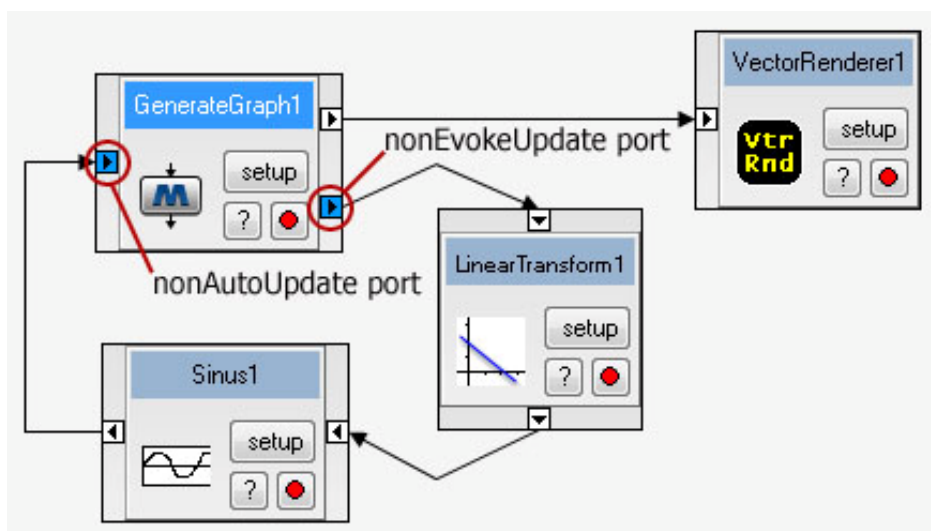 VectorRenderer1
Vtr
Rnd
setup
?
GenerateGraph1
M
setup
?
nonEvokeUpdate port
nonAutoUpdate port
LinearTransform1
setup
?
Sinus1
setup
?